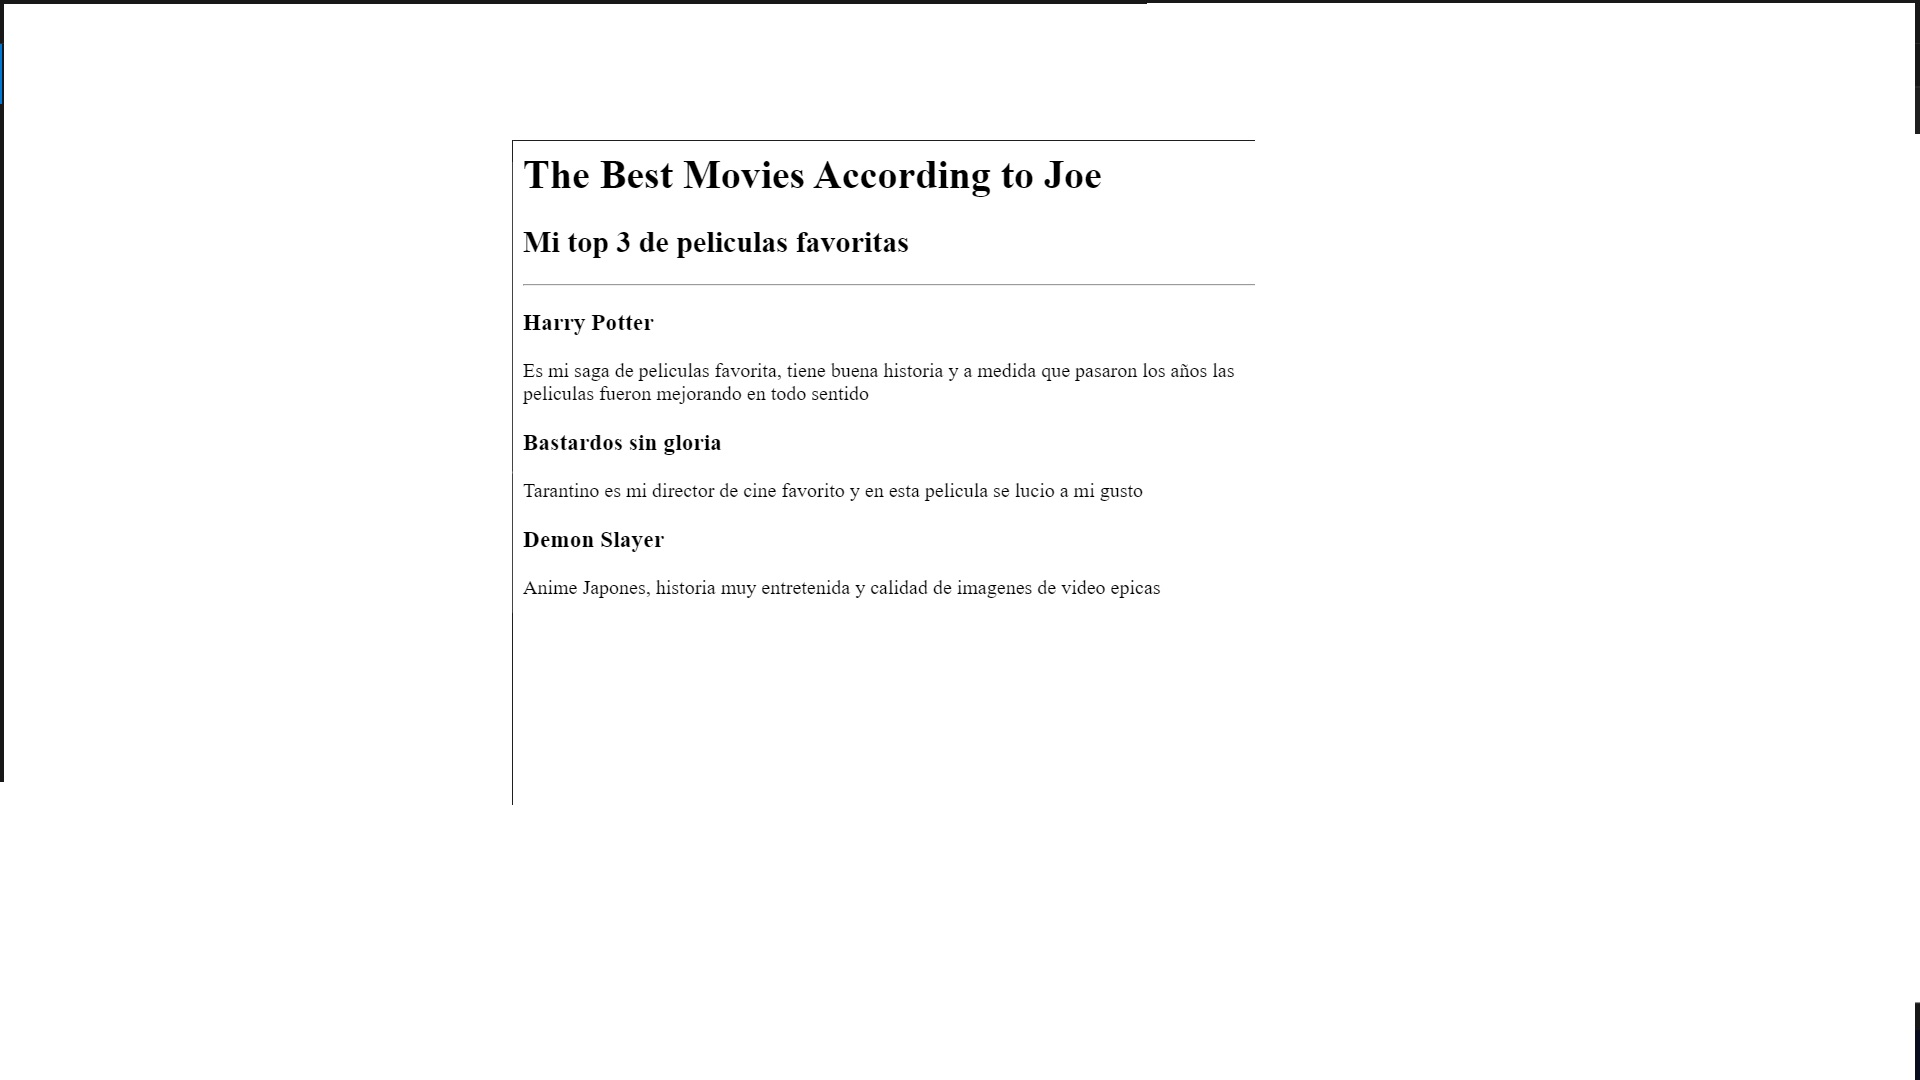 The Best Movies According to Joe
Mi top 3 de peliculas favoritas
Harry Potter
Es mi saga de peliculas favorita, tiene buena historia y a medida que pasaron los años las
peliculas fueron mejorando en todo sentido
Bastardos sin gloria
Tarantino es mi director de cine favorito y en esta pelicula se lucio a mi gusto
Demon Slayer
Anime Japones, historia muy entretenida y calidad de imagenes de video epicas